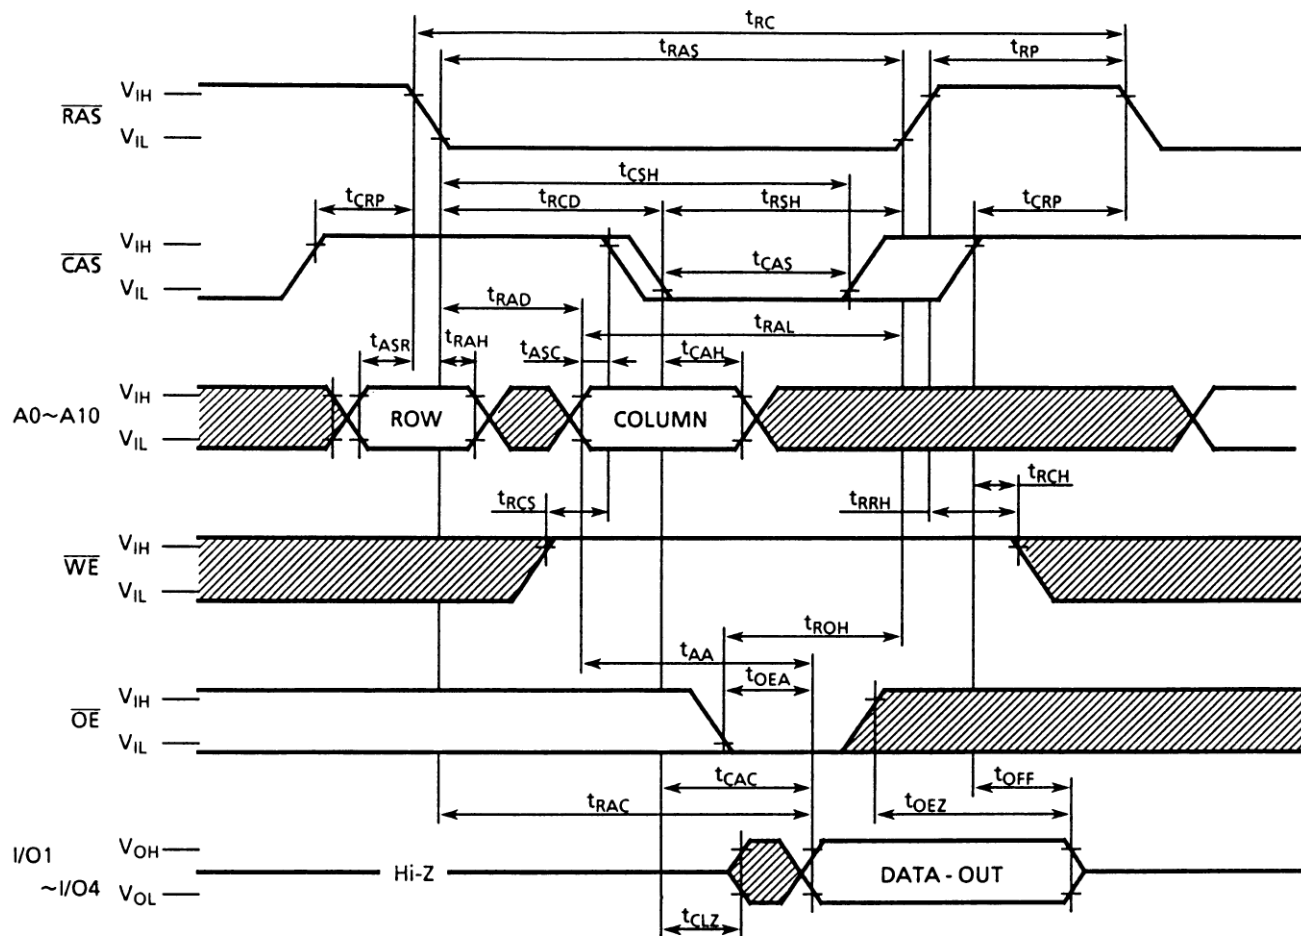 tRC
tRAS
tRP
VIH
RAS
VIL
tCSH
tCRP
tRCD
tRSH
tCRP
VIH
CAS
tCAS
VIL
tRAD
tRAL
tASR
tRAH
tASC
tCAH
VIH
A0~A10
ROW
COLUMN
VIL
tRCH
tRCS
tRRH
VIH
WE
VIL
tROH
tAA
tOEA
VIH
OE
VIL
tCAC
tOFF
tRAC
tOEZ
I/O1
VOH
Hi-Z
DATA - OUT
~I/O4
VOL
tCLZ